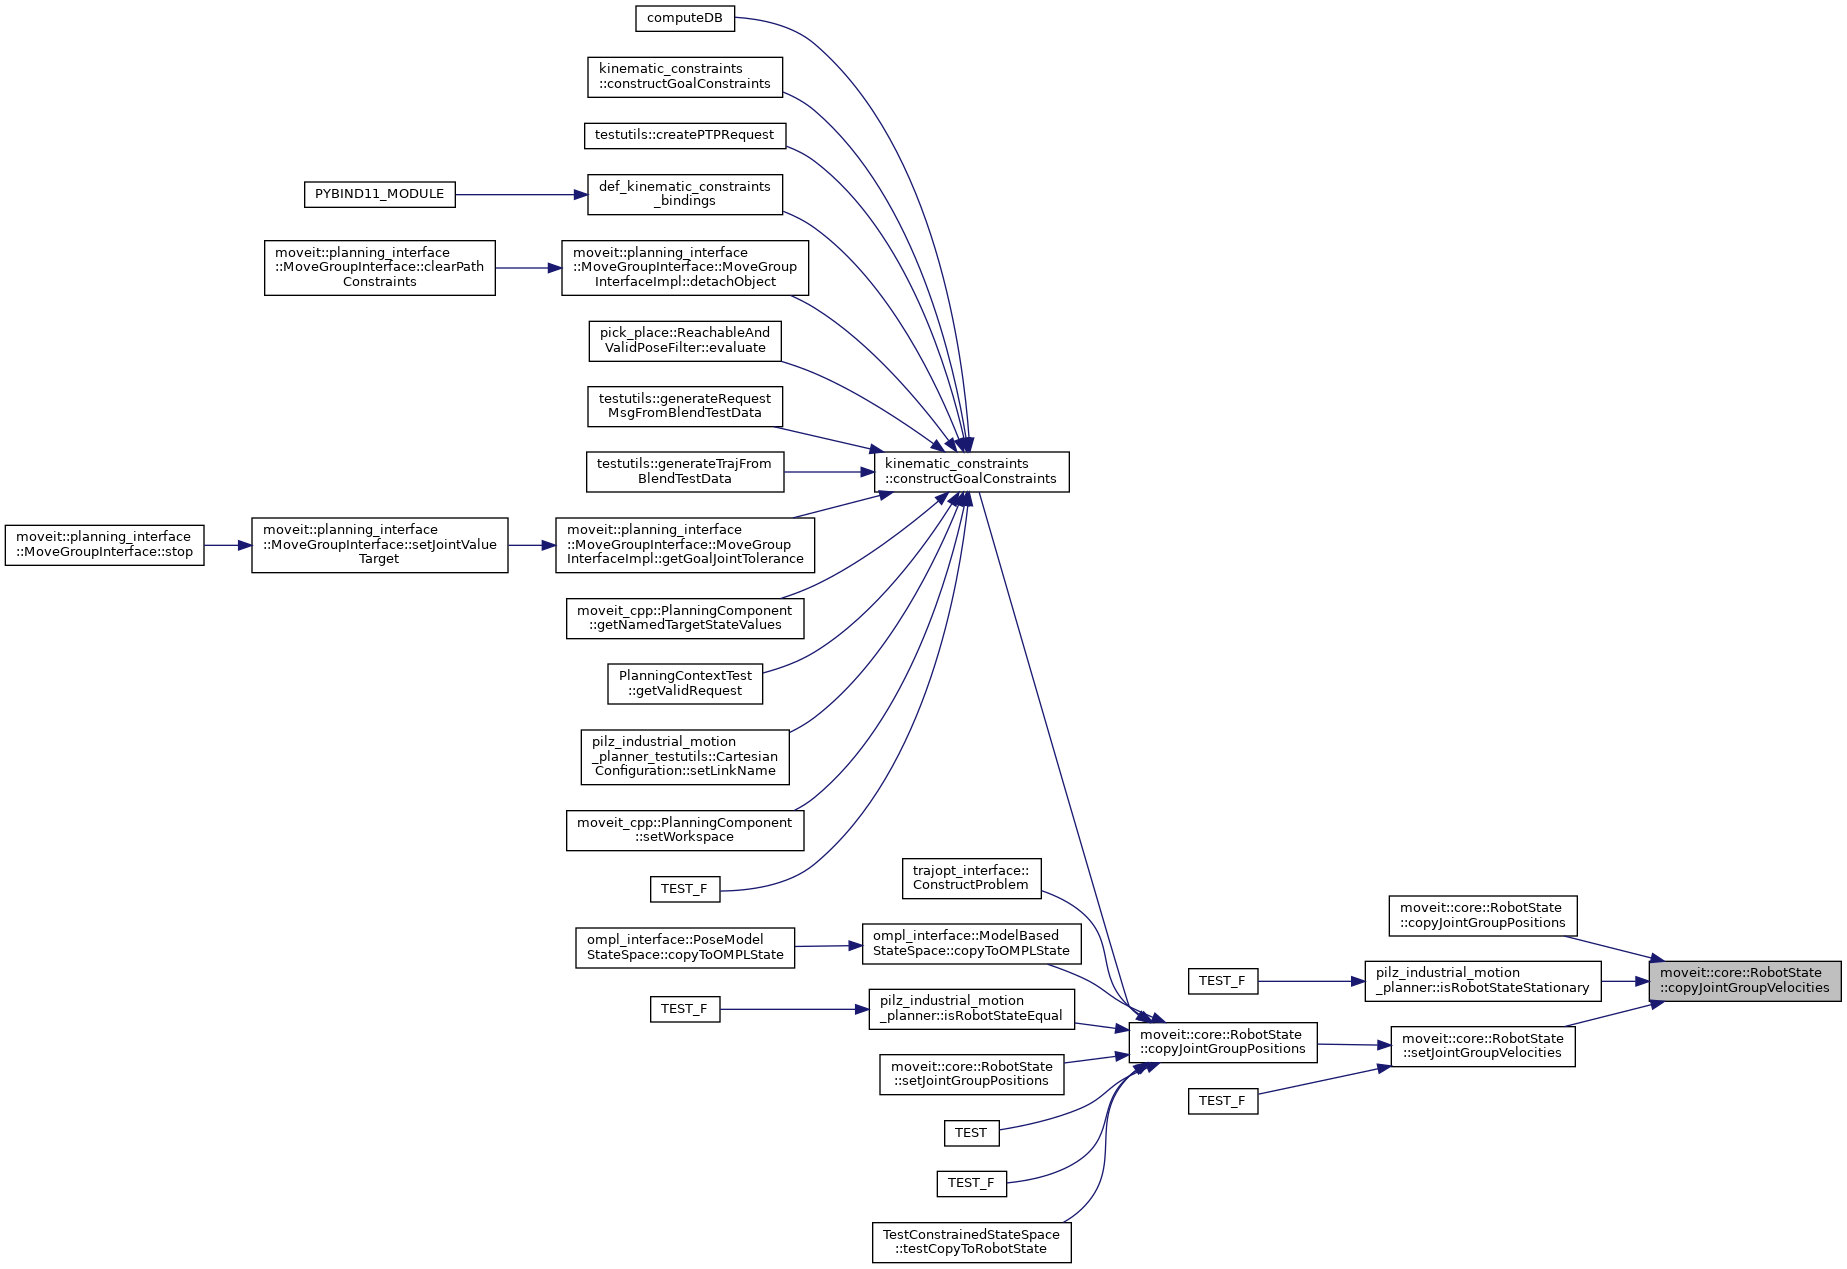 computeDB
kinematic_constraints
::constructGoalConstraints
testutils::createPTPRequest
PYBIND11_MODULE
def_kinematic_constraints
_bindings
moveit::planning_interface
::MoveGroupInterface::clearPath
Constraints
moveit::planning_interface
::MoveGroupInterface::MoveGroup
InterfaceImpl::detachObject
pick_place::ReachableAnd
ValidPoseFilter::evaluate
testutils::generateRequest
MsgFromBlendTestData
testutils::generateTrajFrom
BlendTestData
kinematic_constraints
::constructGoalConstraints
moveit::planning_interface
::MoveGroupInterface::stop
moveit::planning_interface
::MoveGroupInterface::setJointValue
Target
moveit::planning_interface
::MoveGroupInterface::MoveGroup
InterfaceImpl::getGoalJointTolerance
moveit_cpp::PlanningComponent
::getNamedTargetStateValues
PlanningContextTest
::getValidRequest
pilz_industrial_motion
_planner_testutils::Cartesian
Configuration::setLinkName
moveit_cpp::PlanningComponent
::setWorkspace
TEST_F
trajopt_interface::
ConstructProblem
ompl_interface::PoseModel
StateSpace::copyToOMPLState
ompl_interface::ModelBased
StateSpace::copyToOMPLState
TEST_F
pilz_industrial_motion
_planner::isRobotStateEqual
moveit::core::RobotState
::setJointGroupPositions
TEST
TEST_F
TestConstrainedStateSpace
::testCopyToRobotState
moveit::core::RobotState
::copyJointGroupPositions
moveit::core::RobotState
::copyJointGroupPositions
TEST_F
pilz_industrial_motion
_planner::isRobotStateStationary
moveit::core::RobotState
::setJointGroupVelocities
TEST_F
moveit::core::RobotState
::copyJointGroupVelocities